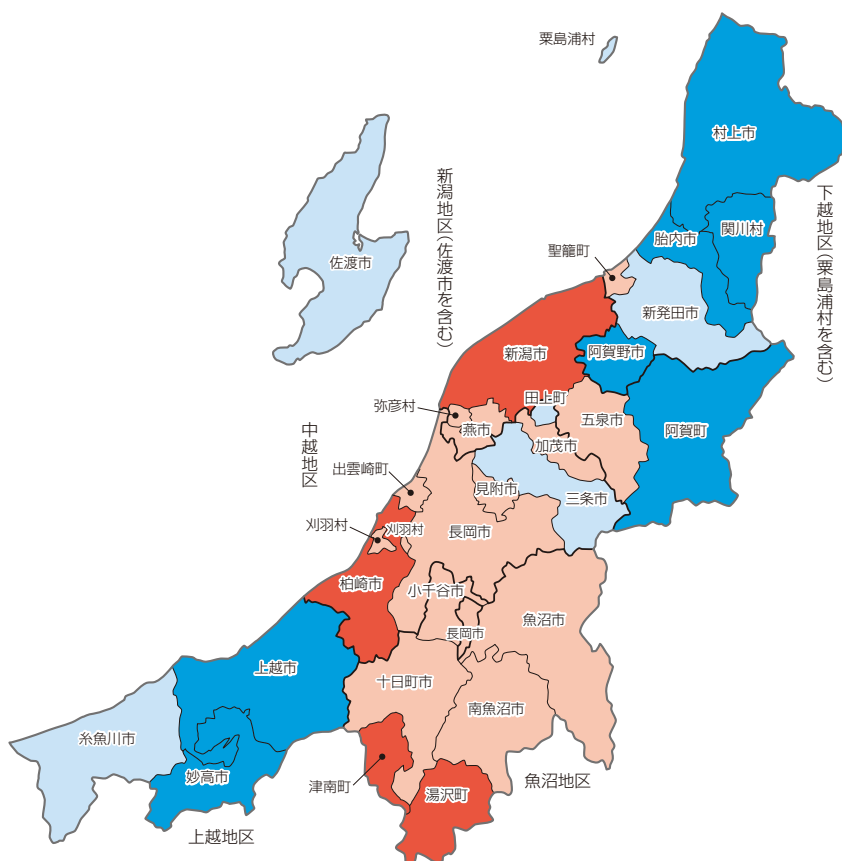 粟島浦村
村上市
新潟地区(佐渡市を含む)
下越地区(粟島浦村を含む)
関川村
胎内市
聖籠町
佐渡市
新発田市
新潟市
阿賀野市
田上町
弥彦村
五泉市
燕市
加茂市
阿賀町
中越地区
出雲崎町
見附市
三条市
刈羽村
刈羽村
長岡市
柏崎市
小千谷市
魚沼市
長岡市
上越市
十日町市
南魚沼市
糸魚川市
妙高市
津南町
湯沢町
魚沼地区
上越地区